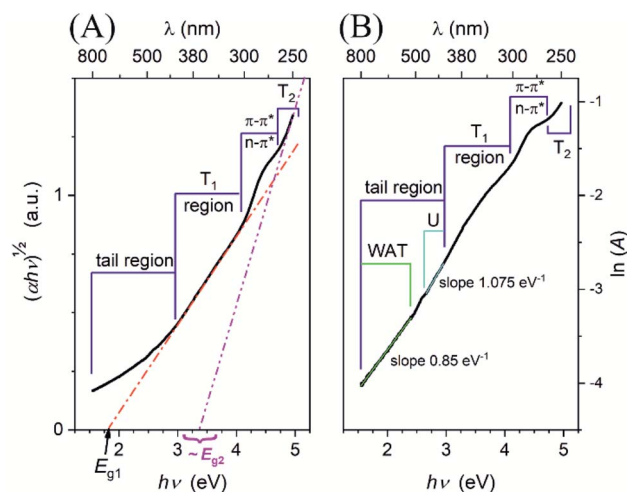 (A)
λ (nm)
800 500 380 300 250
T₂
π-π*
n-π*
T₁
region
tail region
1
0
(αhν)^½ (a.u.)
2 3 4 5
E_g1
~ E_g2
hν (eV)
(B)
λ (nm)
800 500 380 300 250
π-π*
n-π*
T₂
T₁
region
tail region
U
WAT
slope 1.075 eV⁻¹
slope 0.85 eV⁻¹
-1
-2
-3
-4
ln (A)
2 3 4 5
hν (eV)